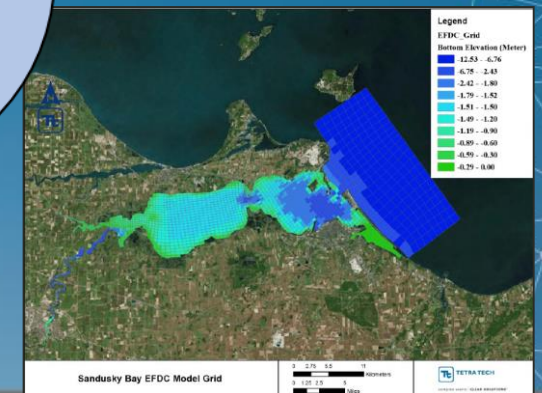 Legend
EFDC_Grid
Bottom Elevation (Meter)
-12.53 - -6.76
-6.75 - -2.43
-2.42 - -1.80
-1.79 - -1.52
-1.51 - -1.50
-1.49 - -1.20
-1.19 - -0.90
-0.89 - -0.60
-0.59 - -0.30
-0.29 - 0.00
Sandusky Bay EFDC Model Grid
0 2.75 5.5 11
Kilometers
0 1.25 2.5 5
Miles
TETRA TECH